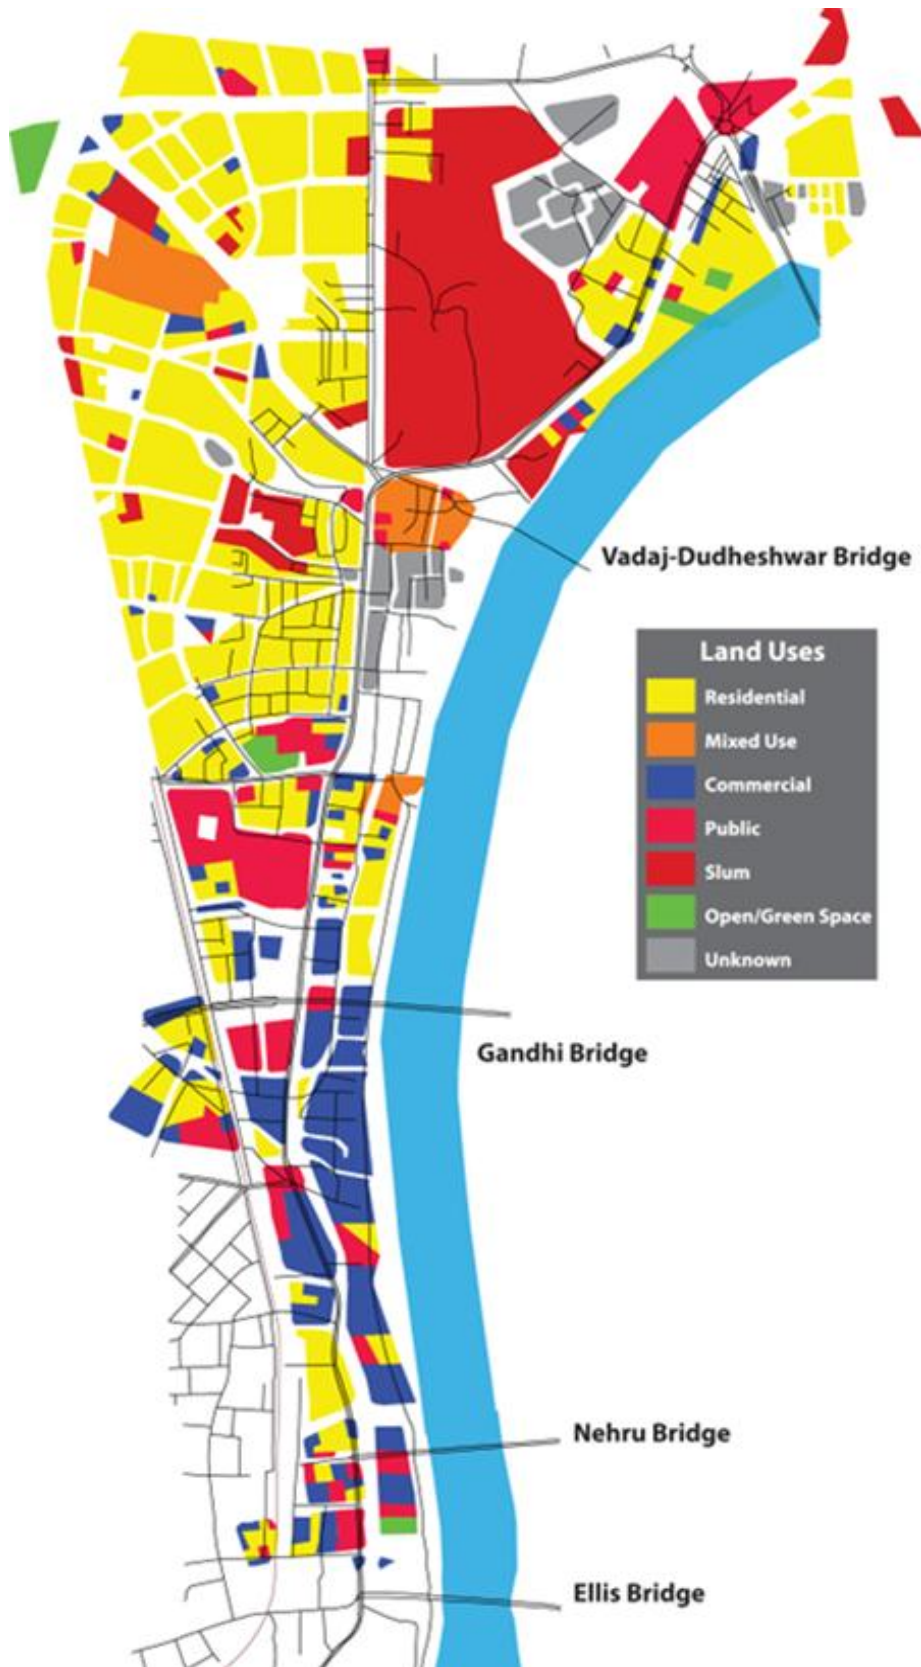 Vadaj-Dudheshwar Bridge
Land Uses
Residential
Mixed Use
Commercial
Public
Slum
Open/Green Space
Unknown
Gandhi Bridge
Nehru Bridge
Ellis Bridge